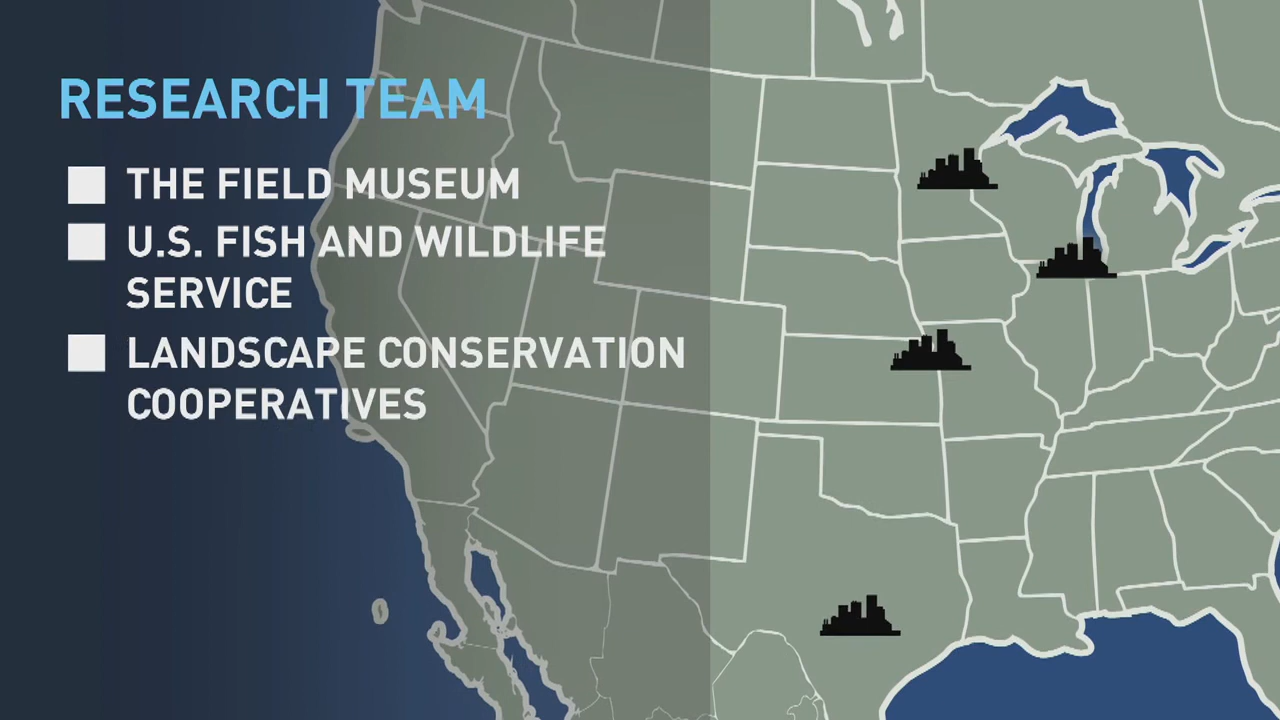 RESEARCH TEAM
THE FIELD MUSEUM
U.S. FISH AND WILDLIFE
SERVICE
LANDSCAPE CONSERVATION
COOPERATIVES